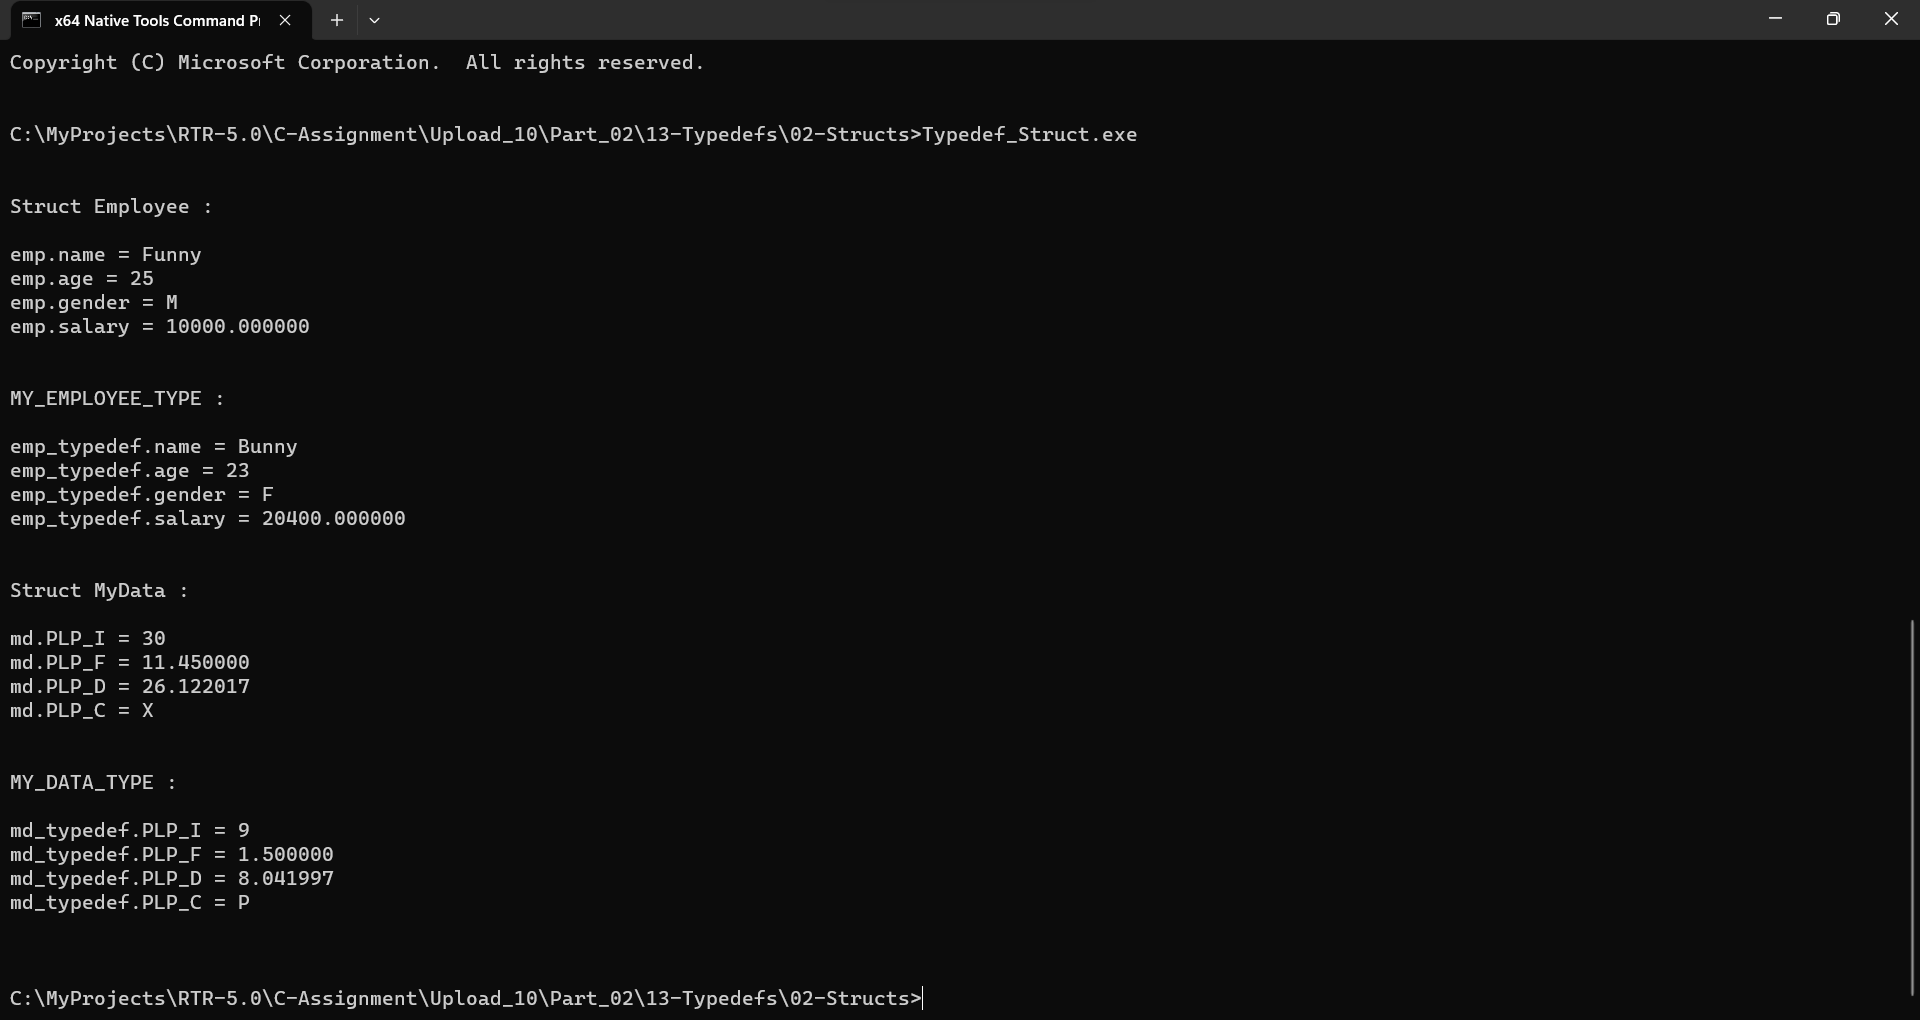 x64 Native Tools Command P
Copyright (C) Microsoft Corporation.  All rights reserved.
C:\MyProjects\RTR-5.0\C-Assignment\Upload_10\Part_02\13-Typedefs\02-Structs>Typedef_Struct.exe
Struct Employee :
emp.name = Funny
emp.age = 25
emp.gender = M
emp.salary = 10000.000000
MY_EMPLOYEE_TYPE :
emp_typedef.name = Bunny
emp_typedef.age = 23
emp_typedef.gender = F
emp_typedef.salary = 20400.000000
Struct MyData :
md.PLP_I = 30
md.PLP_F = 11.450000
md.PLP_D = 26.122017
md.PLP_C = X
MY_DATA_TYPE :
md_typedef.PLP_I = 9
md_typedef.PLP_F = 1.500000
md_typedef.PLP_D = 8.041997
md_typedef.PLP_C = P
C:\MyProjects\RTR-5.0\C-Assignment\Upload_10\Part_02\13-Typedefs\02-Structs>